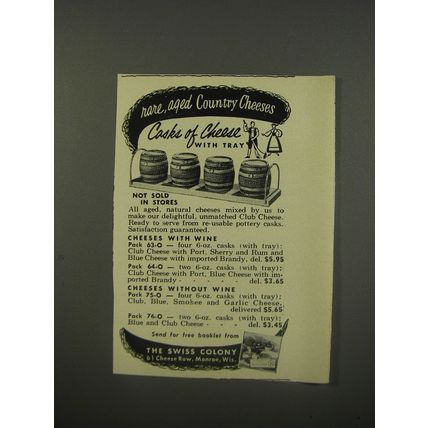 rare, aged Country Cheeses
Casks of Cheese
WITH TRAY
NOT SOLD
IN STORES
All aged, natural cheeses mixed by us to
make our delightful, unmatched Club Cheese.
Ready to serve from re-usable pottery casks.
Satisfaction guaranteed.
CHEESES WITH WINE
Pack 63-O — four 6-oz. casks (with tray):
Club Cheese with Port, Sherry and Rum and
Blue Cheese with imported Brandy, del. $5.95
Pack 64-O — two 6-oz. casks (with tray):
Club Cheese with Port, Blue Cheese with im-
ported Brandy - - - - del. $3.65
CHEESES WITHOUT WINE
Pack 75-O — four 6-oz. casks (with tray):
Club, Blue, Smokee and Garlic Cheese,
delivered $5.65
Pack 76-O — two 6-oz. casks (with tray):
Blue and Club Cheese - - - del. $3.45
Send for free booklet from
THE SWISS COLONY
61 Cheese Row, Monroe, Wis.